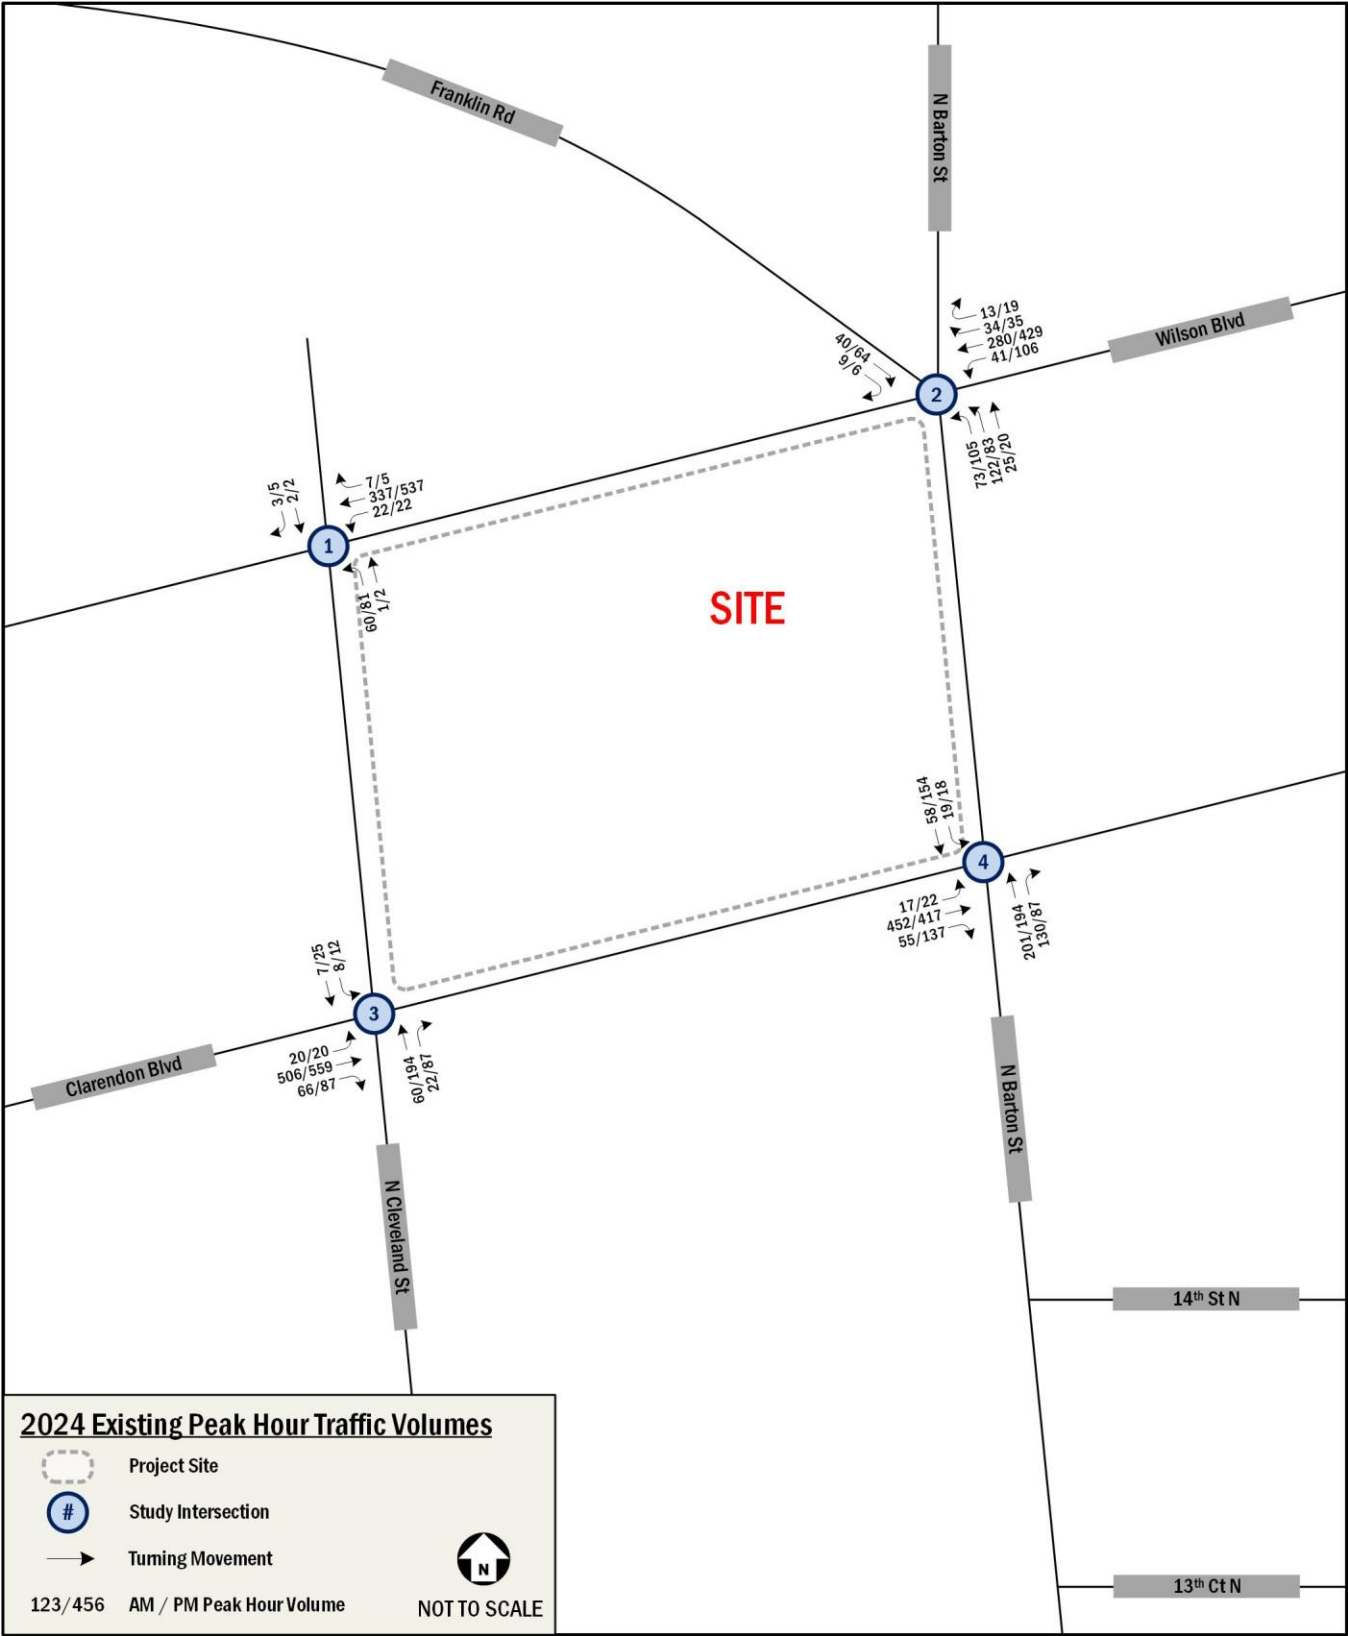 Franklin Rd
N Barton St
Wilson Blvd
13/19
34/35
280/429
41/106
40/64
9/6
2
73/105
122/83
25/20
3/5
2/2
7/5
337/537
22/22
1
60/81
1/2
SITE
58/154
19/18
4
17/22
452/417
55/137
201/194
130/87
7/25
8/12
3
20/20
506/559
66/87
60/194
22/87
Clarendon Blvd
N Cleveland St
N Barton St
14th St N
13th Ct N
2024 Existing Peak Hour Traffic Volumes
Project Site
# Study Intersection
Turning Movement
123/456 AM / PM Peak Hour Volume
N
NOT TO SCALE